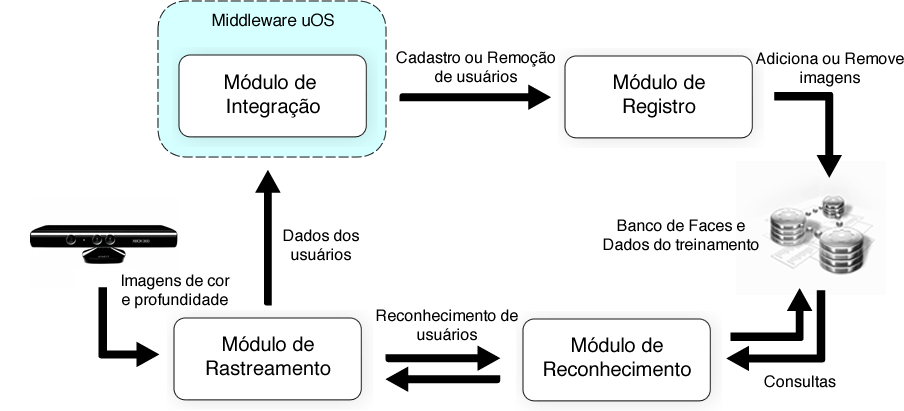 Middleware uOS
Módulo de
Integração
Cadastro ou Remoção
de usuários
Módulo de
Registro
Adiciona ou Remove
imagens
Banco de Faces e
Dados do treinamento
XBOX 360
Imagens de cor
e profundidade
Dados dos
usuários
Módulo de
Rastreamento
Reconhecimento de
usuários
Módulo de
Reconhecimento
Consultas